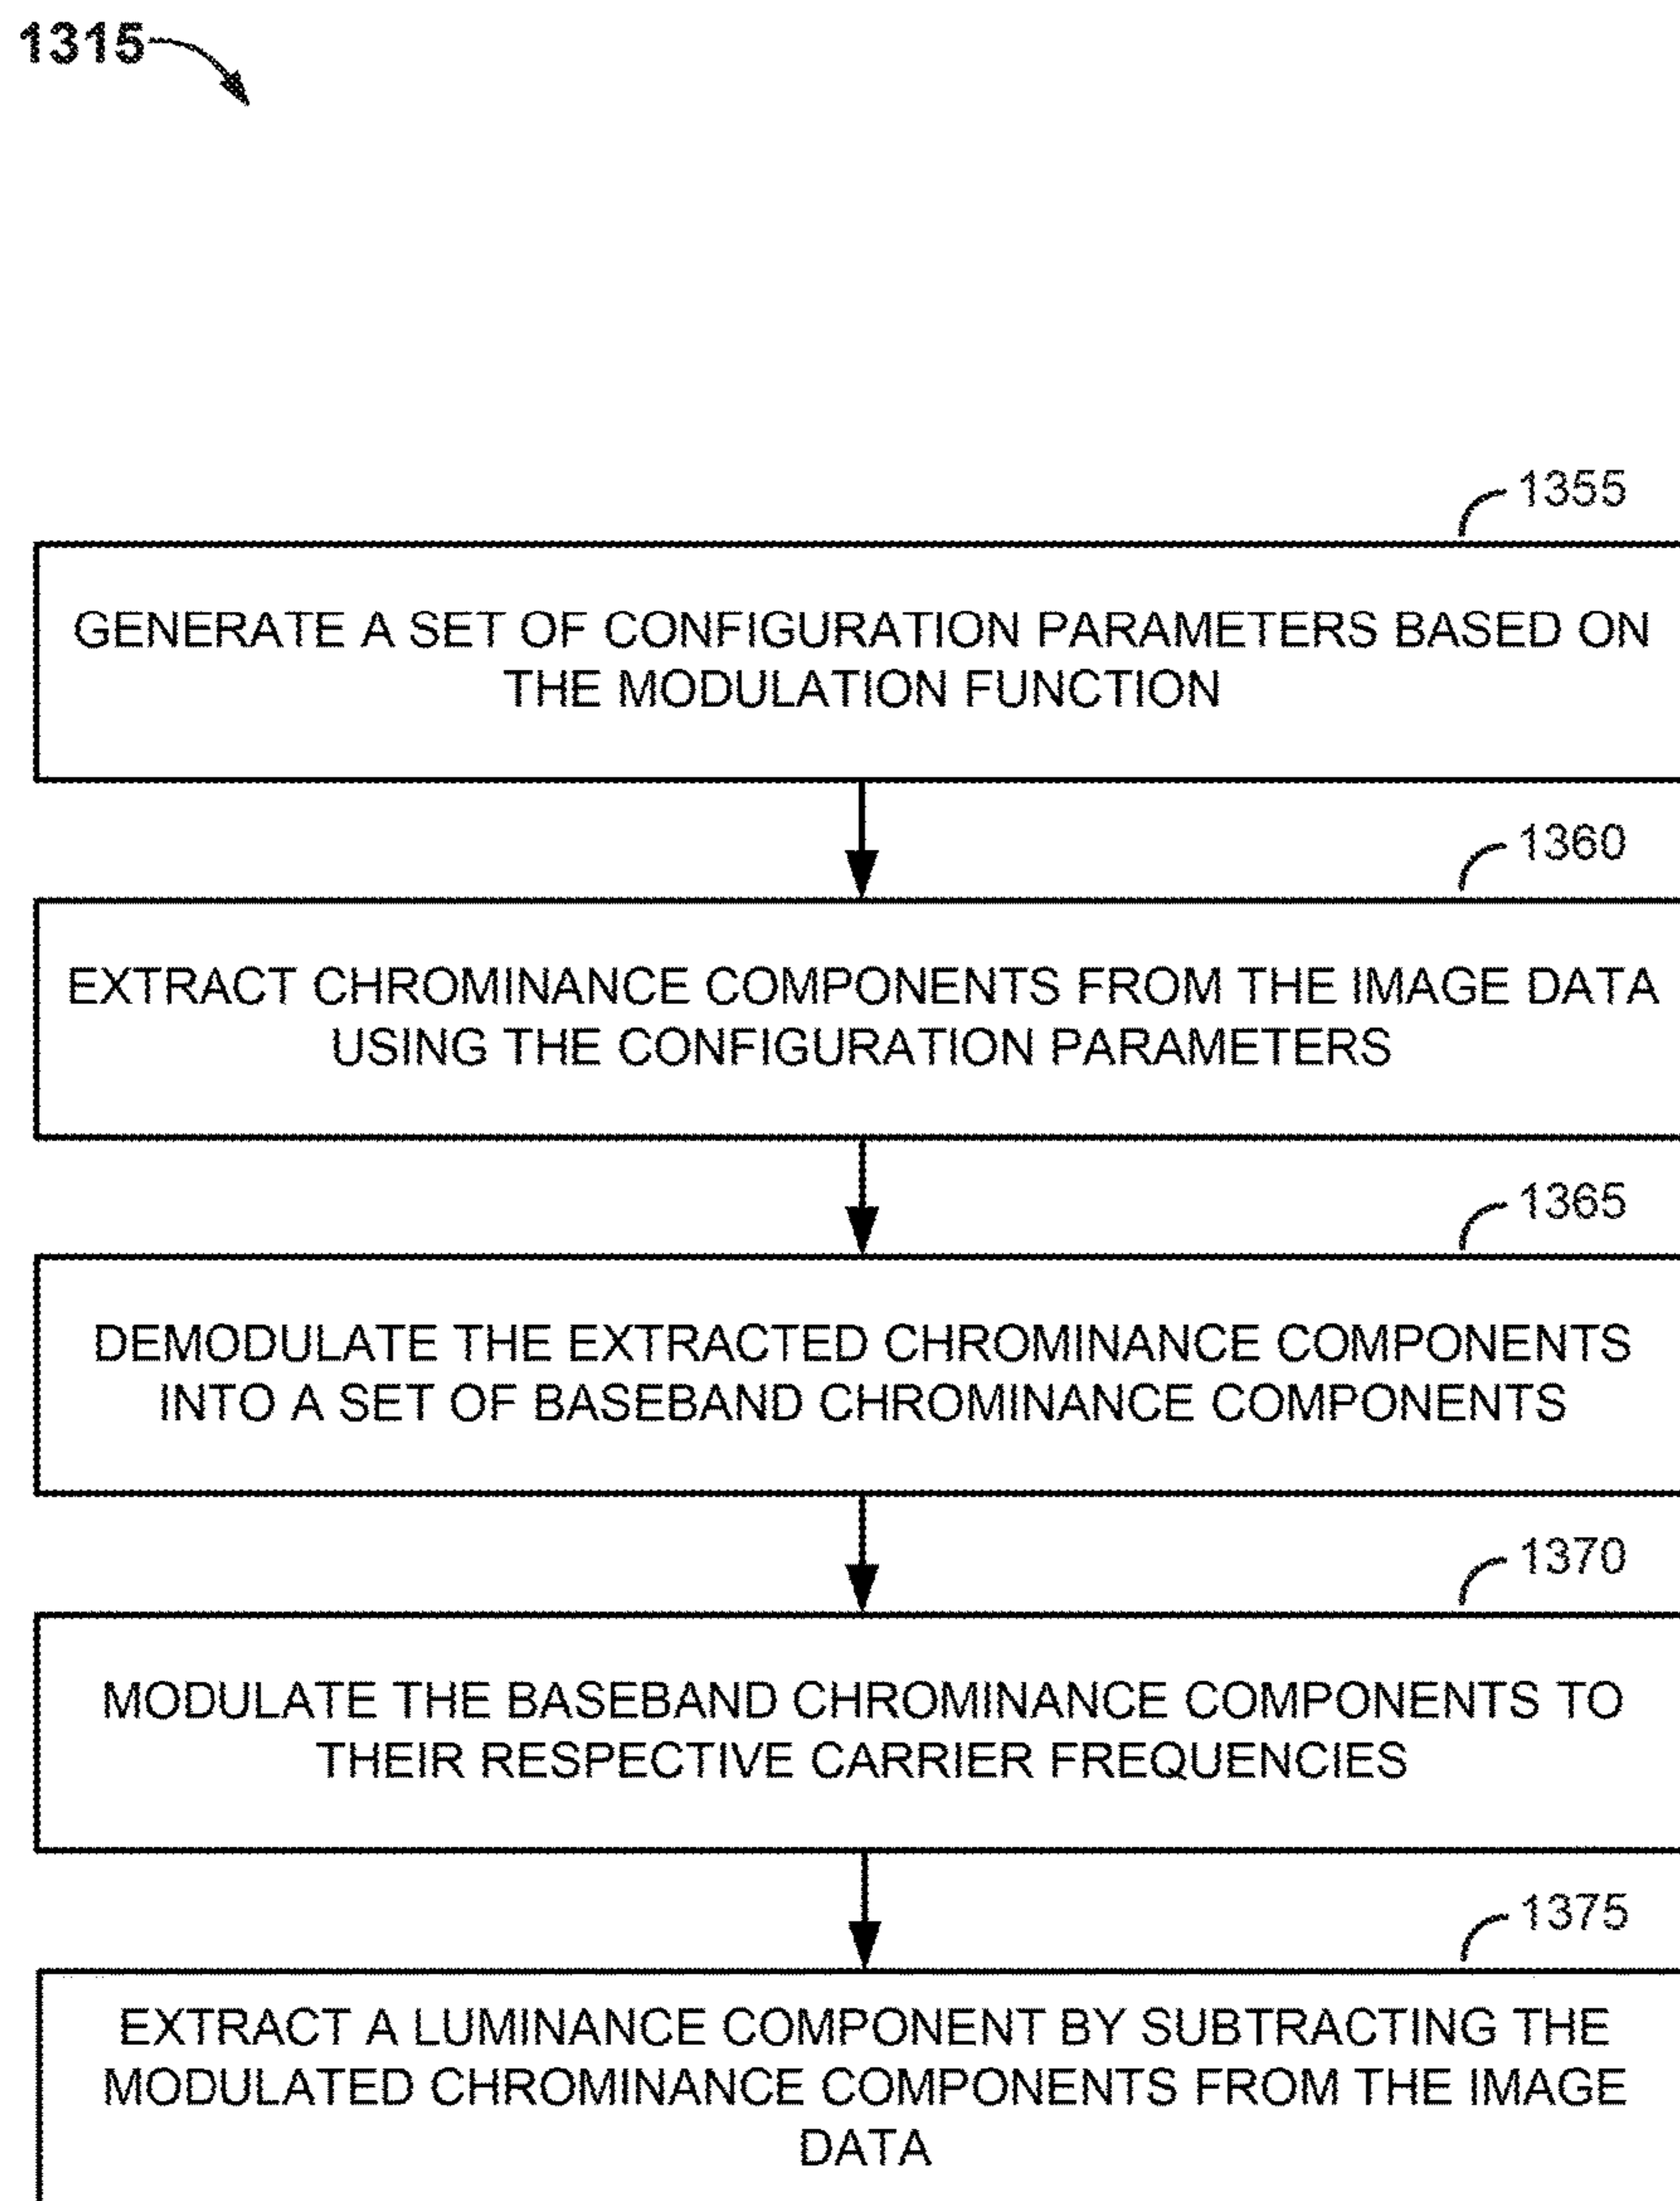 1315
1355
GENERATE A SET OF CONFIGURATION PARAMETERS BASED ON
THE MODULATION FUNCTION
1360
EXTRACT CHROMINANCE COMPONENTS FROM THE IMAGE DATA
USING THE CONFIGURATION PARAMETERS
1365
DEMODULATE THE EXTRACTED CHROMINANCE COMPONENTS
INTO A SET OF BASEBAND CHROMINANCE COMPONENTS
1370
MODULATE THE BASEBAND CHROMINANCE COMPONENTS TO
THEIR RESPECTIVE CARRIER FREQUENCIES
1375
EXTRACT A LUMINANCE COMPONENT BY SUBTRACTING THE
MODULATED CHROMINANCE COMPONENTS FROM THE IMAGE
DATA